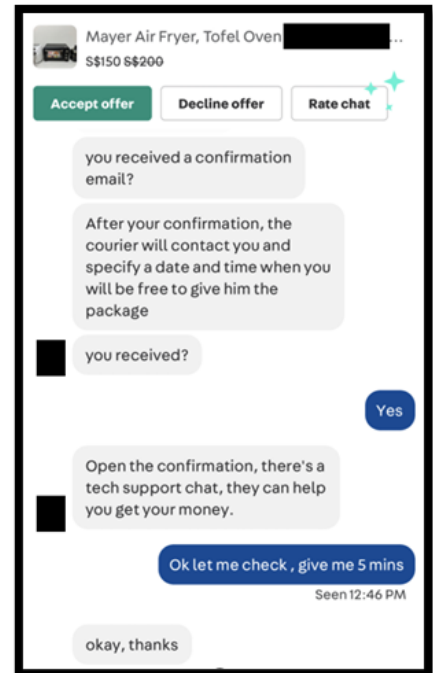 Mayer Air Fryer, Tofel Oven ...
S$150 S$200
Accept offer
Decline offer
Rate chat
you received a confirmation
email?
After your confirmation, the
courier will contact you and
specify a date and time when you
will be free to give him the
package
you received?
Yes
Open the confirmation, there's a
tech support chat, they can help
you get your money.
Ok let me check , give me 5 mins
Seen 12:46 PM
okay, thanks